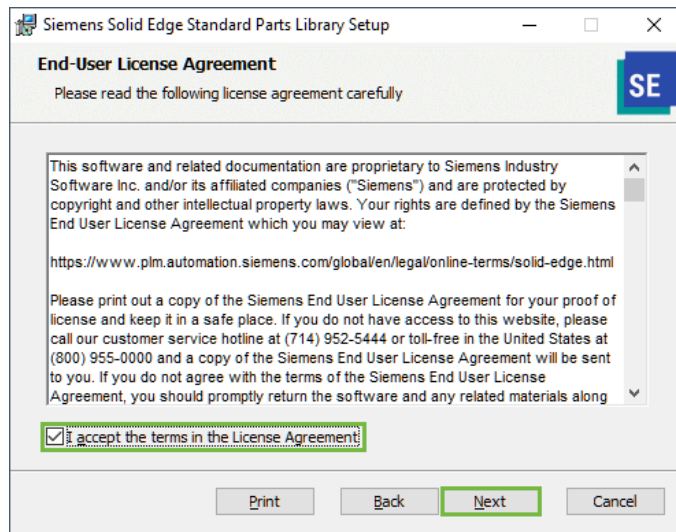 Siemens Solid Edge Standard Parts Library Setup
End-User License Agreement
Please read the following license agreement carefully
SE
This software and related documentation are proprietary to Siemens Industry
Software Inc. and/or its affiliated companies ("Siemens") and are protected by
copyright and other intellectual property laws. Your rights are defined by the Siemens
End User License Agreement which you may view at:
https://www.plm.automation.siemens.com/global/en/legal/online-terms/solid-edge.html
Please print out a copy of the Siemens End User License Agreement for your proof of
license and keep it in a safe place. If you do not have access to this website, please
call our customer service hotline at (714) 952-5444 or toll-free in the United States at
(800) 955-0000 and a copy of the Siemens End User License Agreement will be sent
to you. If you do not agree with the terms of the Siemens End User License
Agreement, you should promptly return the software and any related materials along
I accept the terms in the License Agreement
Print Back Next Cancel